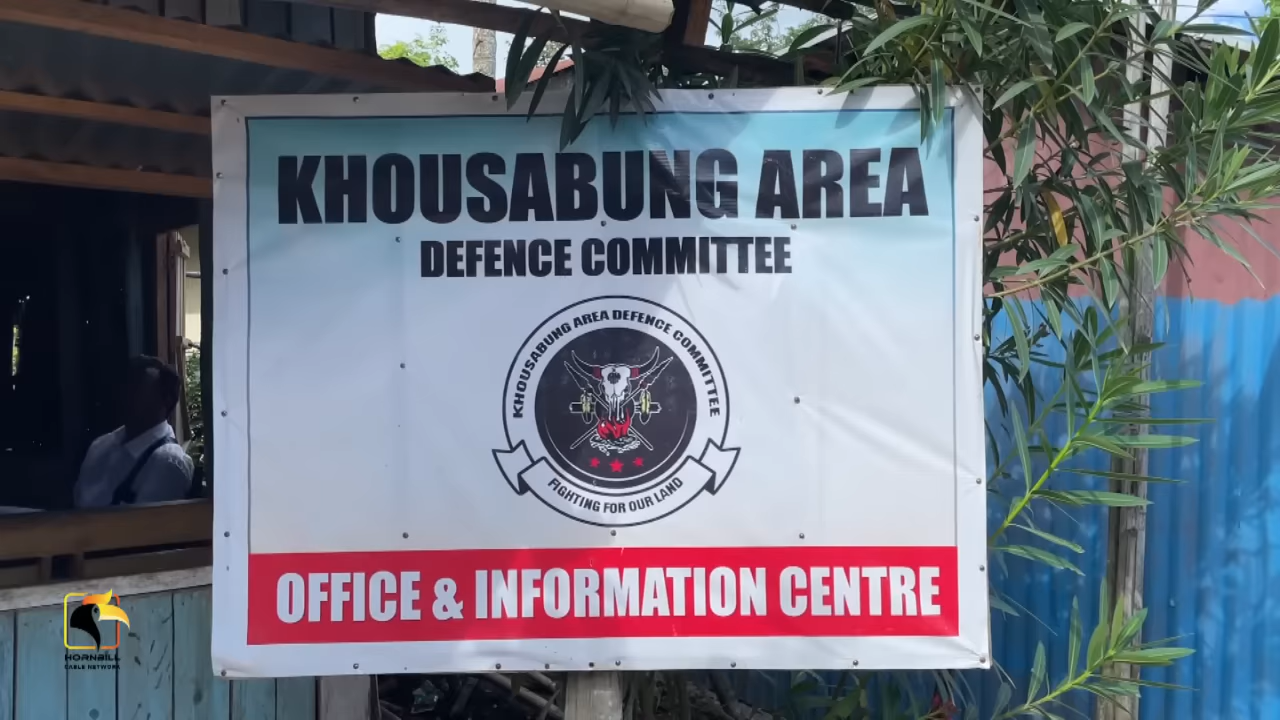 KHOUSABUNG AREA
DEFENCE COMMITTEE
KHOUSABUNG AREA DEFENCE COMMITTEE
FIGHTING FOR OUR LAND
OFFICE & INFORMATION CENTRE
HORNBILL
CABLE NETWORK